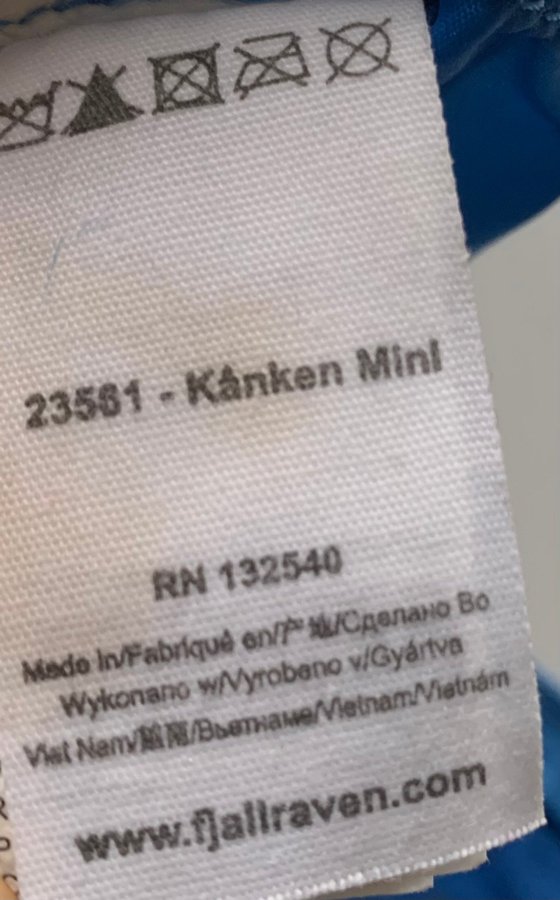 23561 - Kånken Mini
RN 132540
Made in/Fabriqué en/产地/Сделано Во
Wykonano w/Vyrobeno v/Gyártva
Viet Nam/越南/Вьетнаме/Vietnam/Vietnám
www.fjallraven.com